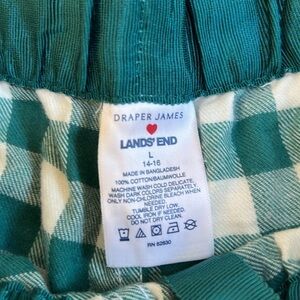 DRAPER JAMES
LANDS' END
L
14-16
MADE IN BANGLADESH
100% COTTON/BAUMWOLLE
MACHINE WASH COLD DELICATE.
WASH DARK COLORS SEPARATELY.
ONLY NON-CHLORINE BLEACH WHEN
NEEDED.
TUMBLE DRY LOW.
COOL IRON IF NEEDED.
DO NOT DRY CLEAN.
RN 62830